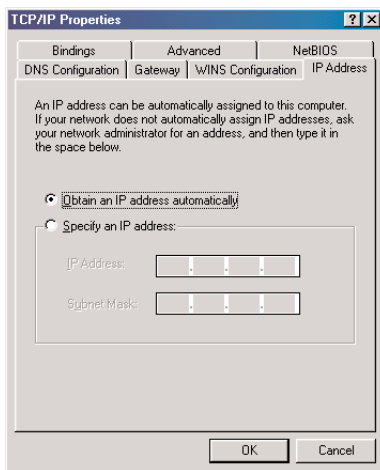 TCP/IP Properties
Bindings
Advanced
NetBIOS
DNS Configuration
Gateway
WINS Configuration
IP Address
An IP address can be automatically assigned to this computer.
If your network does not automatically assign IP addresses, ask
your network administrator for an address, and then type it in
the space below.
Obtain an IP address automatically
Specify an IP address:
IP Address:
Subnet Mask:
OK
Cancel